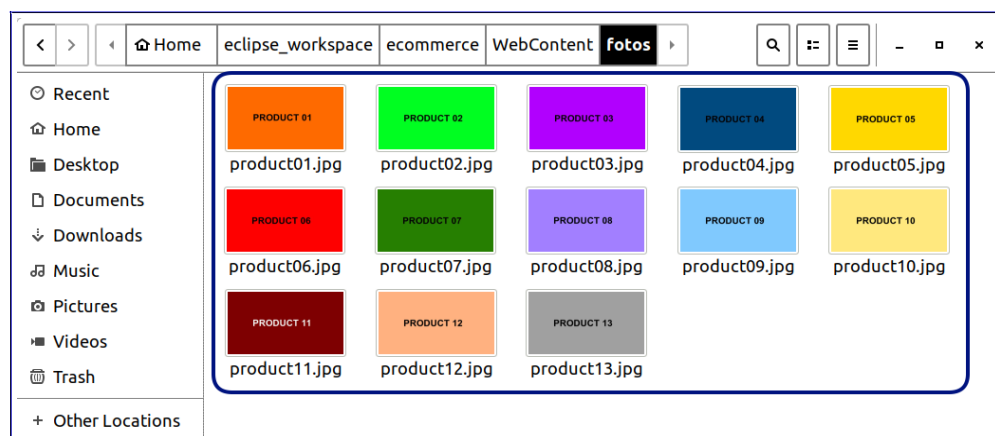 Home eclipse_workspace ecommerce WebContent fotos
Recent
Home
Desktop
Documents
Downloads
Music
Pictures
Videos
Trash
+ Other Locations
PRODUCT 01 PRODUCT 02 PRODUCT 03 PRODUCT 04 PRODUCT 05
product01.jpg product02.jpg product03.jpg product04.jpg product05.jpg
PRODUCT 06 PRODUCT 07 PRODUCT 08 PRODUCT 09 PRODUCT 10
product06.jpg product07.jpg product08.jpg product09.jpg product10.jpg
PRODUCT 11 PRODUCT 12 PRODUCT 13
product11.jpg product12.jpg product13.jpg